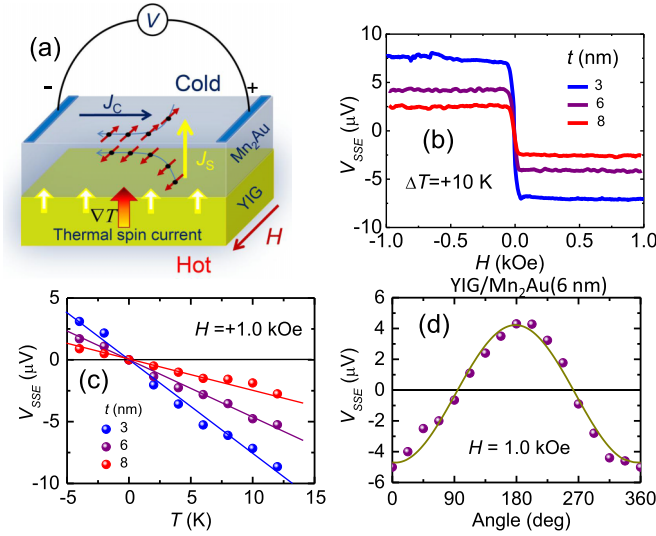 (a)
V
-
+
Cold
J_C
J_S
Mn₂Au
YIG
∇T
Thermal spin current
H
Hot
10
5
0
-5
-10
V_SSE (μV)
t (nm)
3
6
8
(b)
ΔT=+10 K
-1.0
-0.5
0.0
0.5
1.0
H (kOe)
5
0
-5
-10
V_SSE (μV)
H = +1.0 kOe
(c)
t (nm)
3
6
8
-5
0
5
10
15
T (K)
YIG/Mn₂Au(6 nm)
6
4
2
0
-2
-4
-6
V_SSE (μV)
(d)
H = 1.0 kOe
0
90
180
270
360
Angle (deg)